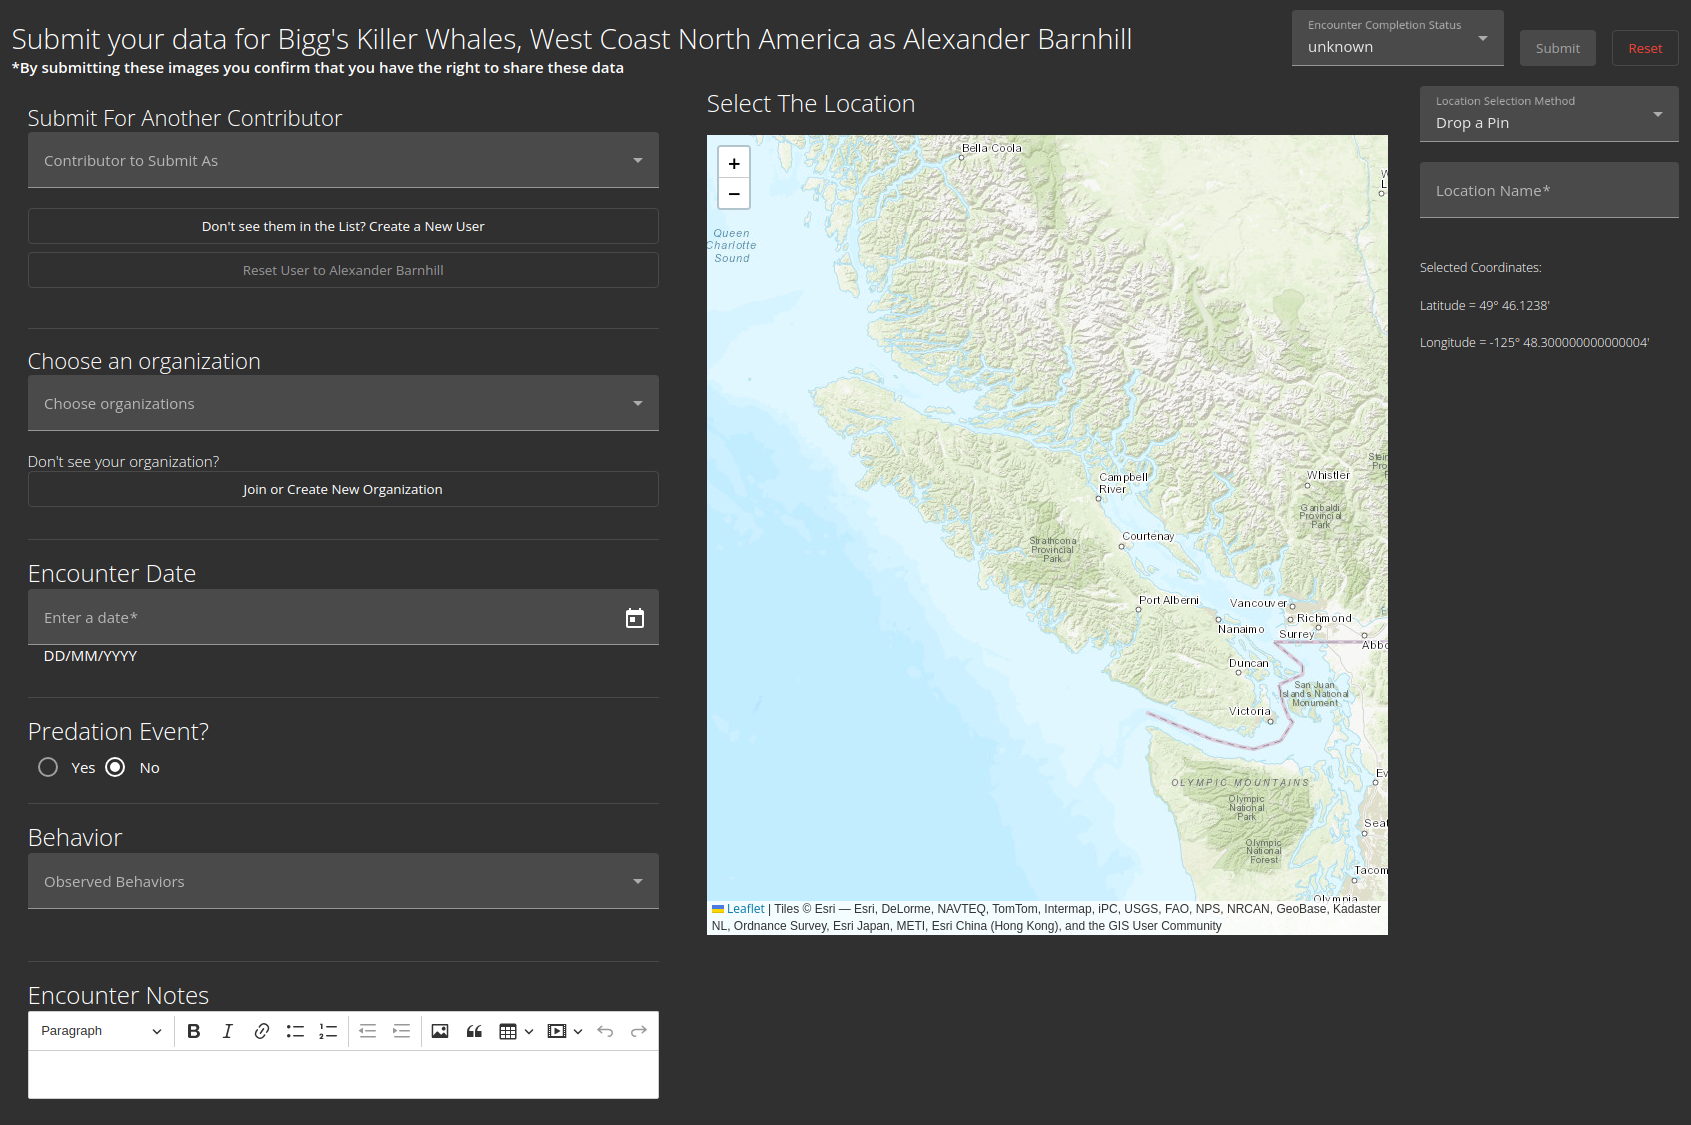 Submit your data for Bigg's Killer Whales, West Coast North America as Alexander Barnhill
*By submitting these images you confirm that you have the right to share these data
Encounter Completion Status
unknown
Submit
Reset
Submit For Another Contributor
Contributor to Submit As
Don't see them in the List? Create a New User
Reset User to Alexander Barnhill
Choose an organization
Choose organizations
Don't see your organization?
Join or Create New Organization
Encounter Date
Enter a date*
DD/MM/YYYY
Predation Event?
Yes
No
Behavior
Observed Behaviors
Encounter Notes
Paragraph
Select The Location
+
−
Bella Coola
Queen
Charlotte
Sound
Campbell
River
Whistler
Garibaldi
Provincial
Park
Strathcona
Provincial
Park
Courtenay
Port Alberni
Vancouver
Richmond
Nanaimo
Surrey
Abbo
Duncan
San Juan
Islands National
Monument
Victoria
OLYMPIC MOUNTAINS
Ev
Olympic
National
Park
Seat
Olympic
National
Forest
Tacom
Olympia
Leaflet | Tiles © Esri — Esri, DeLorme, NAVTEQ, TomTom, Intermap, iPC, USGS, FAO, NPS, NRCAN, GeoBase, Kadaster
NL, Ordnance Survey, Esri Japan, METI, Esri China (Hong Kong), and the GIS User Community
Location Selection Method
Drop a Pin
Location Name*
Selected Coordinates:
Latitude = 49° 46.1238'
Longitude = -125° 48.300000000000004'